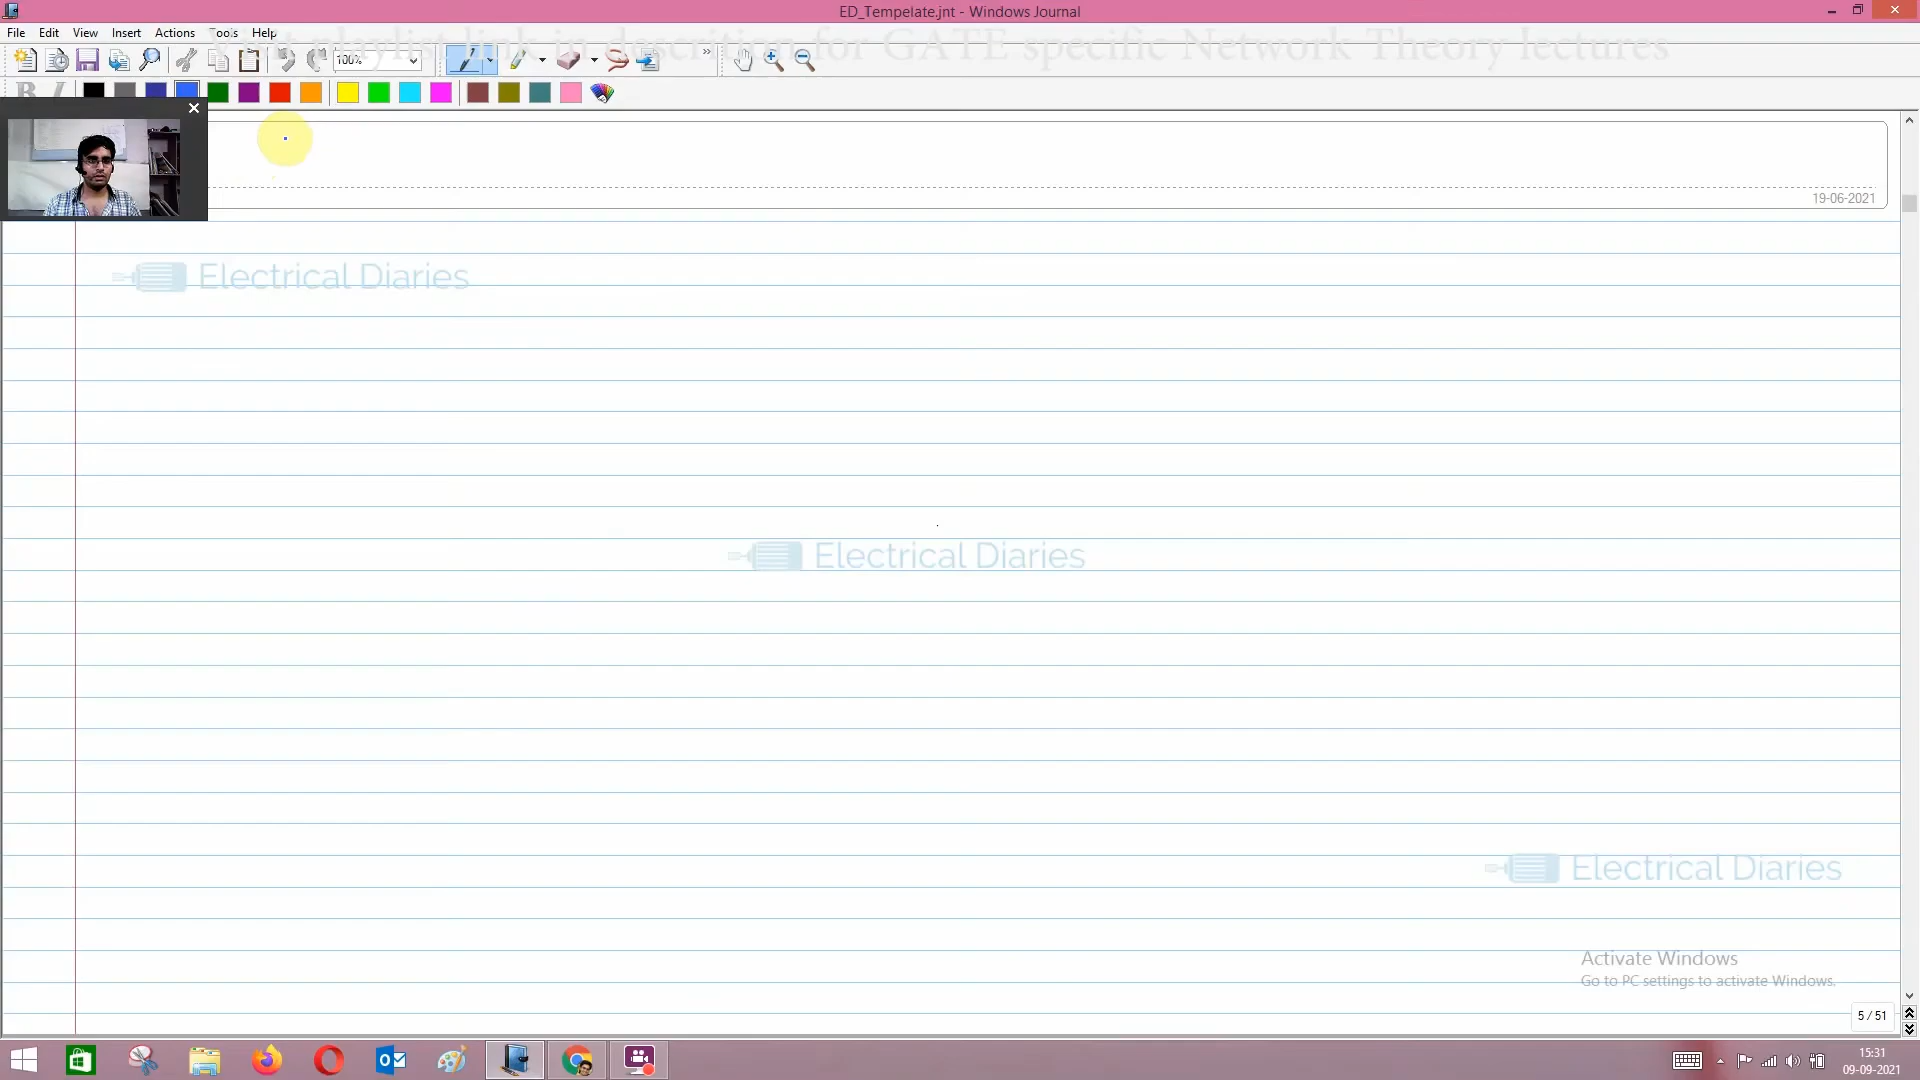 ED_Tempelate.jnt - Windows Journal
File Edit View Insert Actions Tools Help
Visit playlist link in descrition for GATE specific Network Theory lectures
100%
B I
19-06-2021
Electrical Diaries
Electrical Diaries
Electrical Diaries
Activate Windows
Go to PC settings to activate Windows.
5 / 51
15:31
09-09-2021